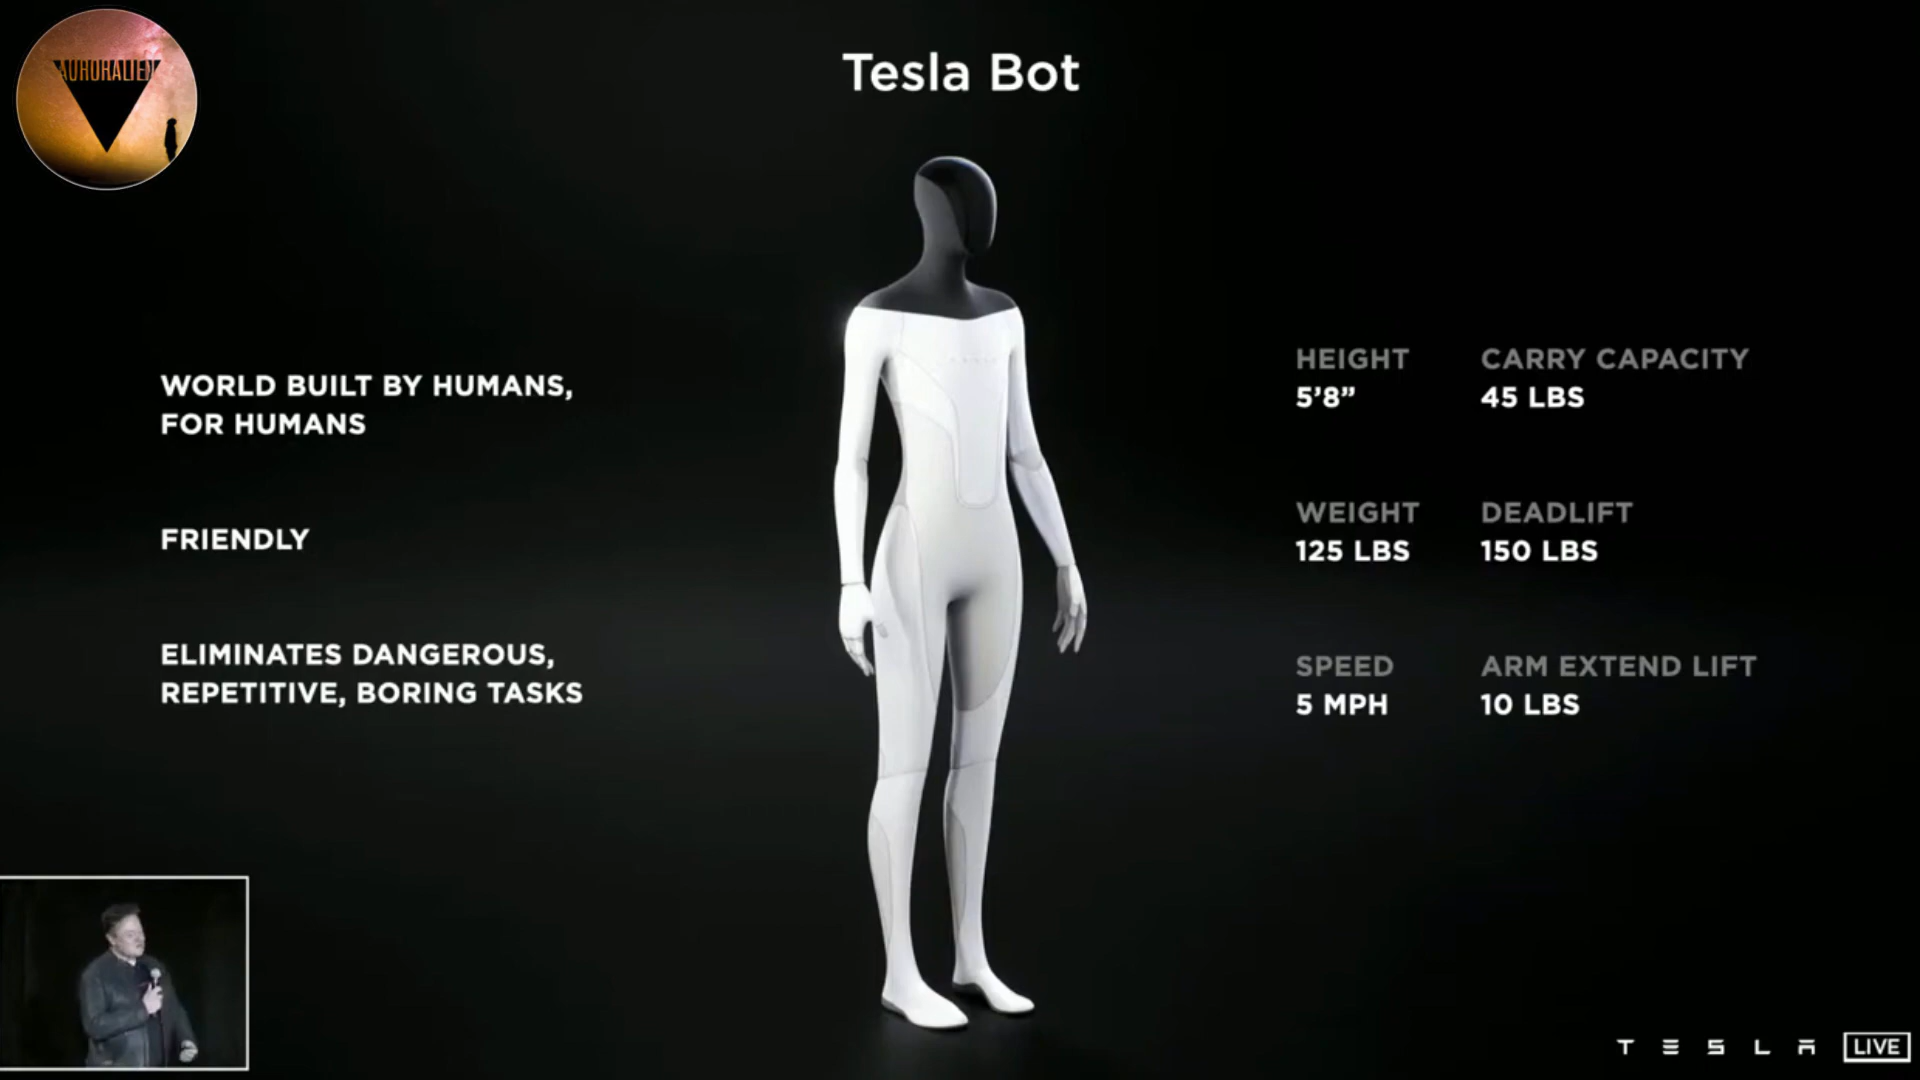 AURORALIEN
Tesla Bot
WORLD BUILT BY HUMANS,
FOR HUMANS
FRIENDLY
ELIMINATES DANGEROUS,
REPETITIVE, BORING TASKS
HEIGHT
5’8”
CARRY CAPACITY
45 LBS
WEIGHT
125 LBS
DEADLIFT
150 LBS
SPEED
5 MPH
ARM EXTEND LIFT
10 LBS
TESLA LIVE